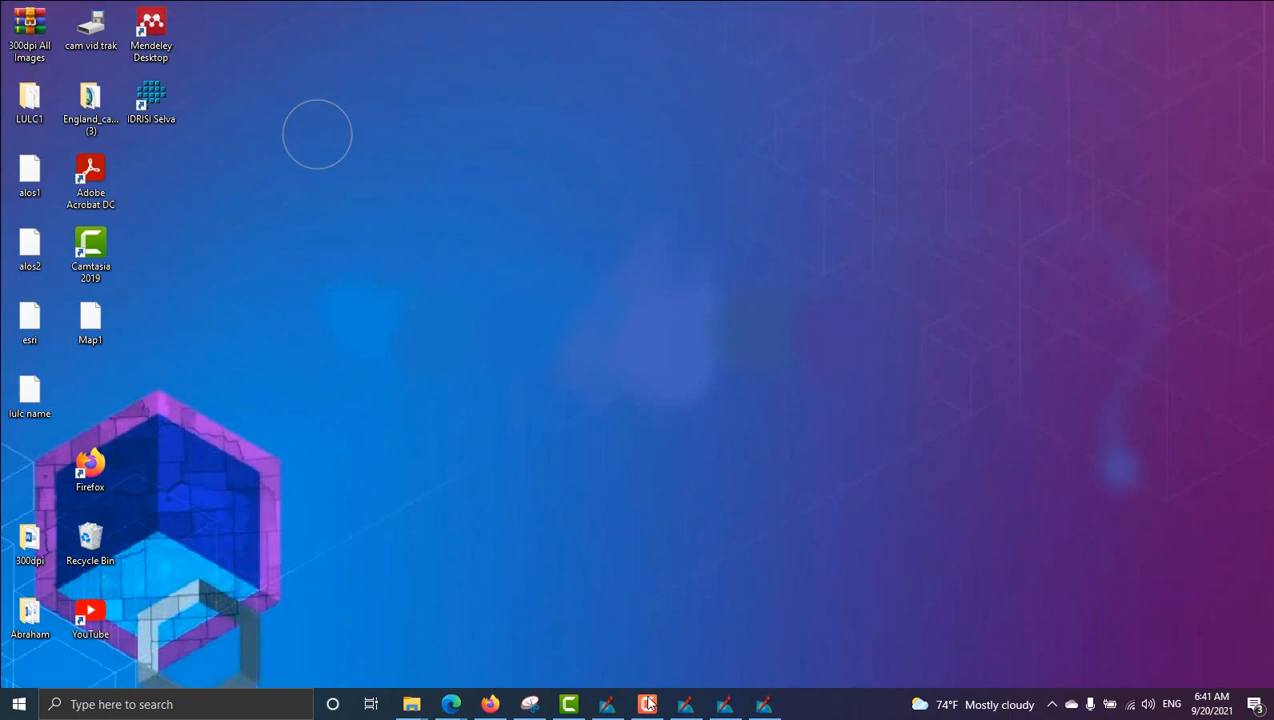 300dpi All
Images
cam vid trak
Mendeley
Desktop
LULC1
England_ca...
(3)
IDRISI Selva
alos1
Adobe
Acrobat DC
alos2
Camtasia
2019
esri
Map1
lulc name
Firefox
300dpi
Recycle Bin
Abraham
YouTube
Type here to search
74°F Mostly cloudy
ENG
6:41 AM
9/20/2021
3